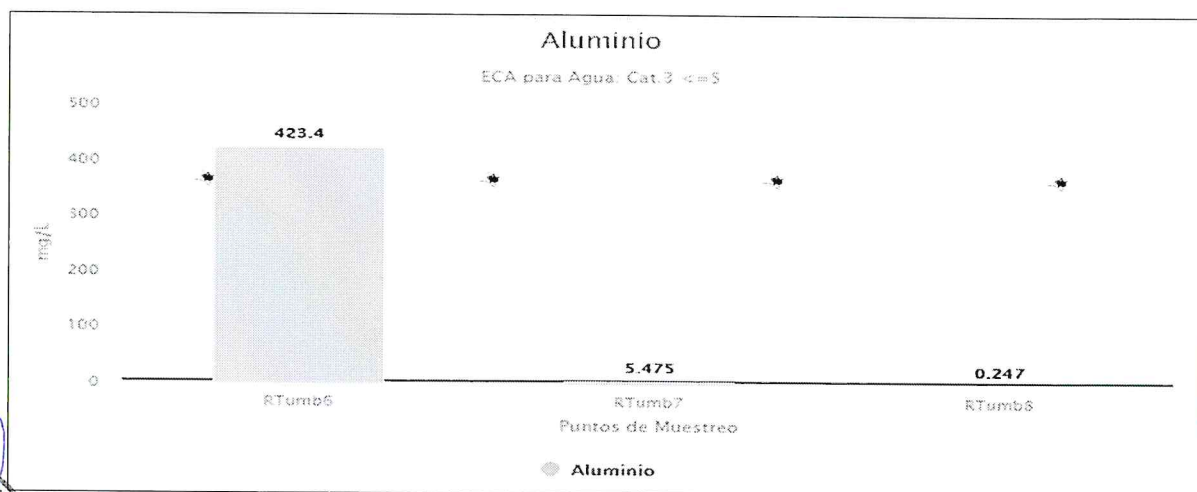 Aluminio
ECA para Agua: Cat.3 <=5
500
423.4
400
300
mg/L
200
100
5.475
0.247
0
RTumb6
RTumb7
RTumb8
Puntos de Muestreo
Aluminio